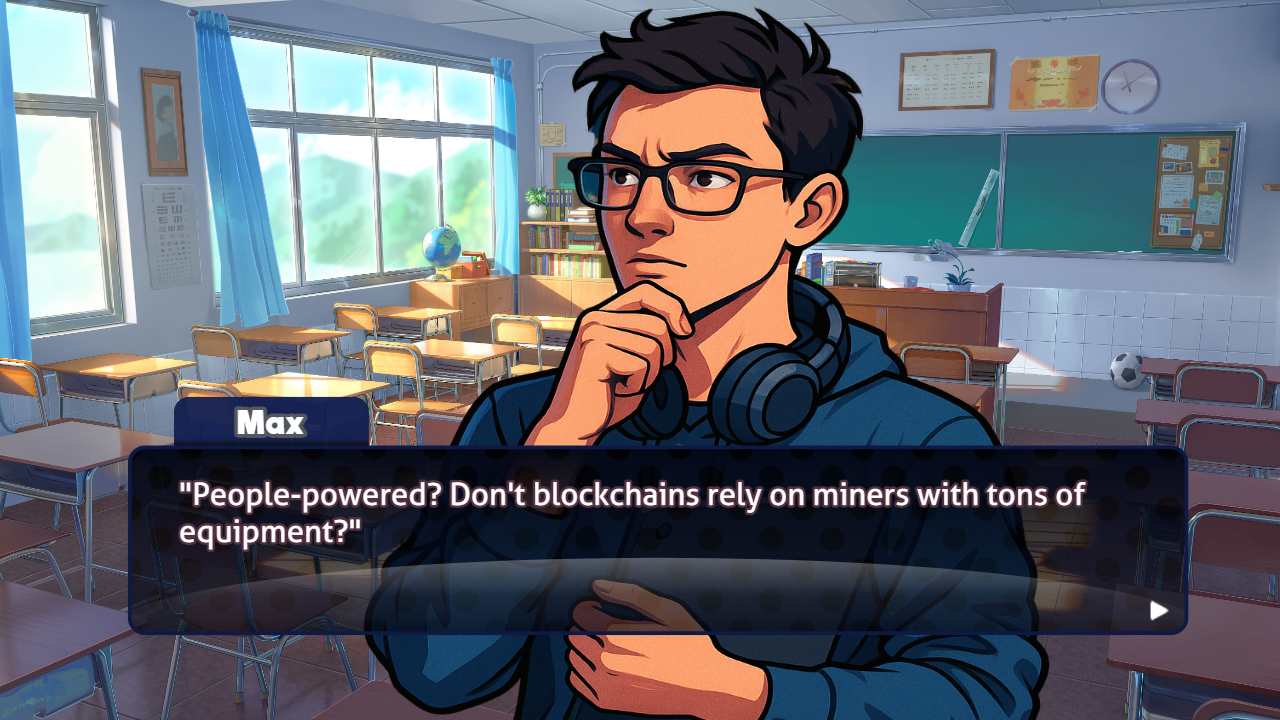 Max
"People-powered? Don't blockchains rely on miners with tons of
equipment?"